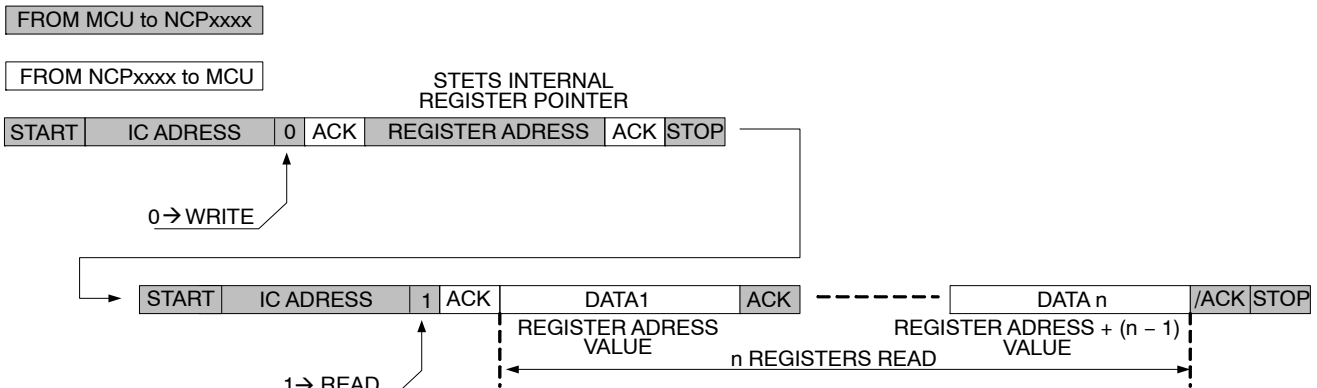 FROM MCU to NCPxxxx
FROM NCPxxxx to MCU
STETS INTERNAL
REGISTER POINTER
START IC ADRESS 0 ACK REGISTER ADRESS ACK STOP
0→WRITE
START IC ADRESS 1 ACK DATA1 ACK DATA n /ACK STOP
REGISTER ADRESS
VALUE
REGISTER ADRESS + (n − 1)
VALUE
n REGISTERS READ
1→ READ